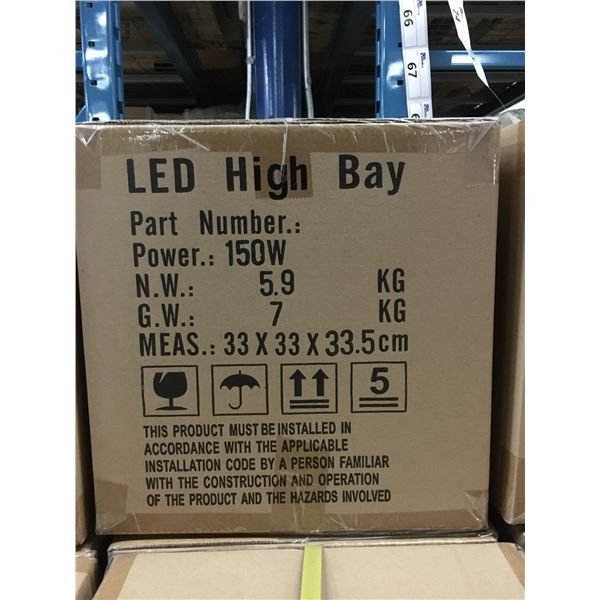 66
67
LED High Bay
Part Number.:
Power.: 150W
N.W.: 5.9 KG
G.W.: 7 KG
MEAS.: 33 X 33 X 33.5cm
5
THIS PRODUCT MUST BE INSTALLED IN
ACCORDANCE WITH THE APPLICABLE
INSTALLATION CODE BY A PERSON FAMILIAR
WITH THE CONSTRUCTION AND OPERATION
OF THE PRODUCT AND THE HAZARDS INVOLVED